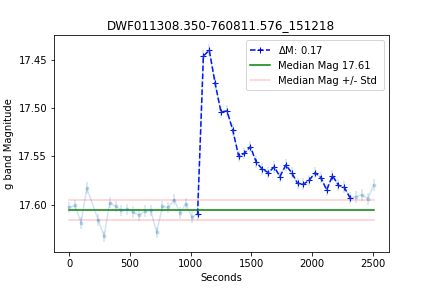 DWF011308.350-760811.576_151218
ΔM: 0.17
Median Mag 17.61
Median Mag +/- Std
g band Magnitude
17.45
17.50
17.55
17.60
0 500 1000 1500 2000 2500
Seconds